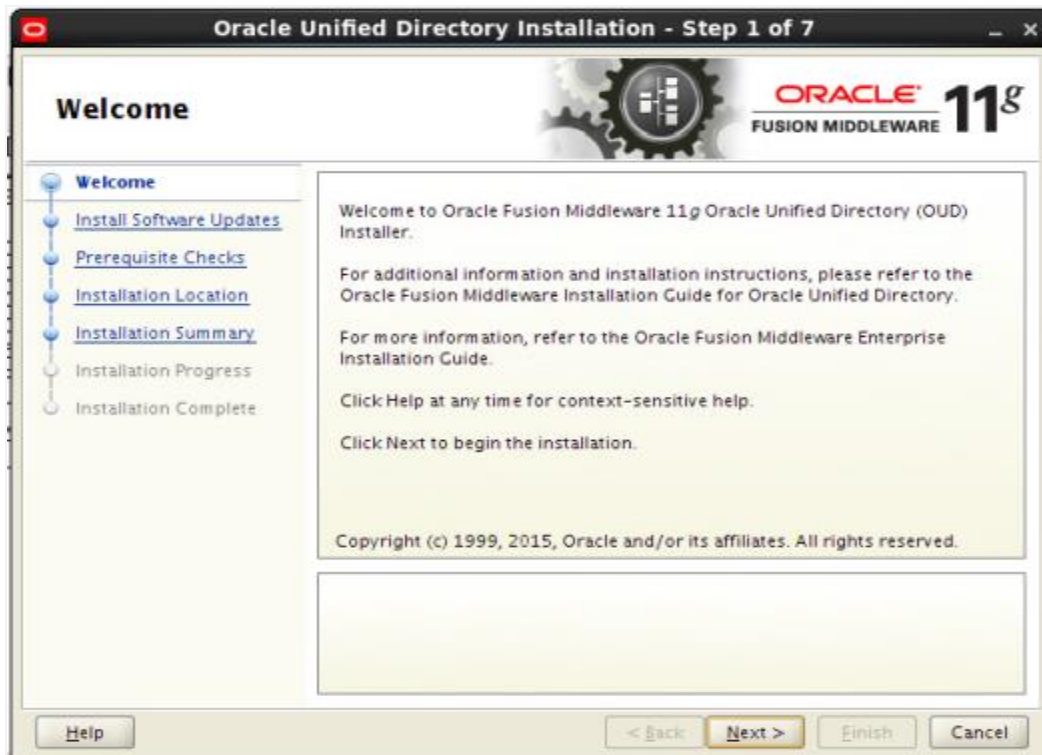 Oracle Unified Directory Installation - Step 1 of 7
Welcome
ORACLE
FUSION MIDDLEWARE 11g
Welcome
Install Software Updates
Prerequisite Checks
Installation Location
Installation Summary
Installation Progress
Installation Complete
Welcome to Oracle Fusion Middleware 11g Oracle Unified Directory (OUD)
Installer.
For additional information and installation instructions, please refer to the
Oracle Fusion Middleware Installation Guide for Oracle Unified Directory.
For more information, refer to the Oracle Fusion Middleware Enterprise
Installation Guide.
Click Help at any time for context-sensitive help.
Click Next to begin the installation.
Copyright (c) 1999, 2015, Oracle and/or its affiliates. All rights reserved.
Help
< Back
Next >
Finish
Cancel